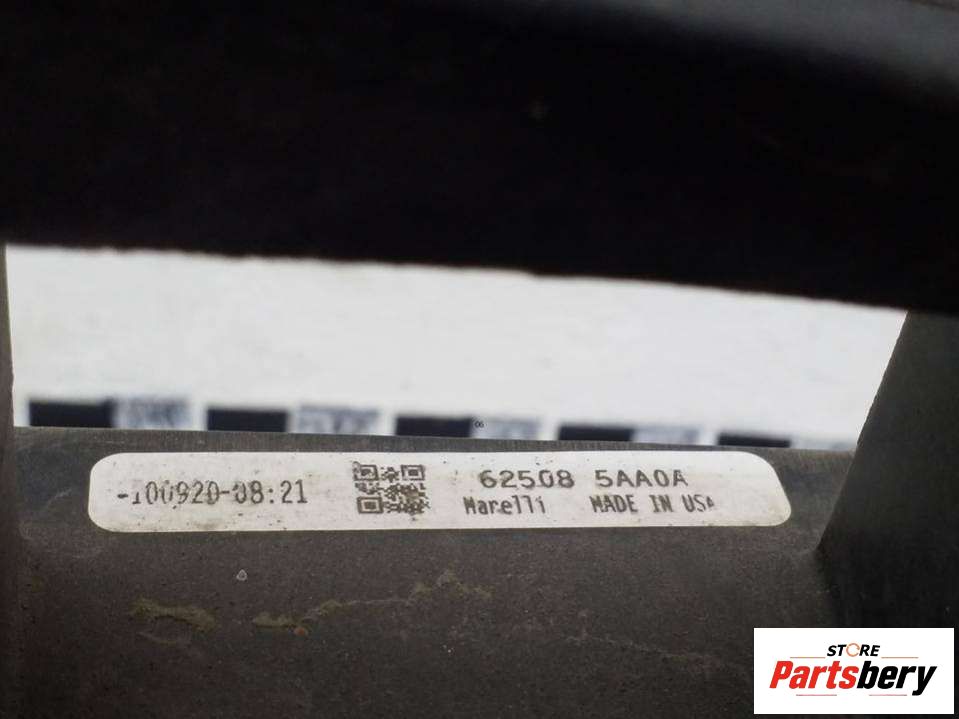 -100920-08:21
62508 5AA0A
Marelli MADE IN USA
STORE
Partsbery